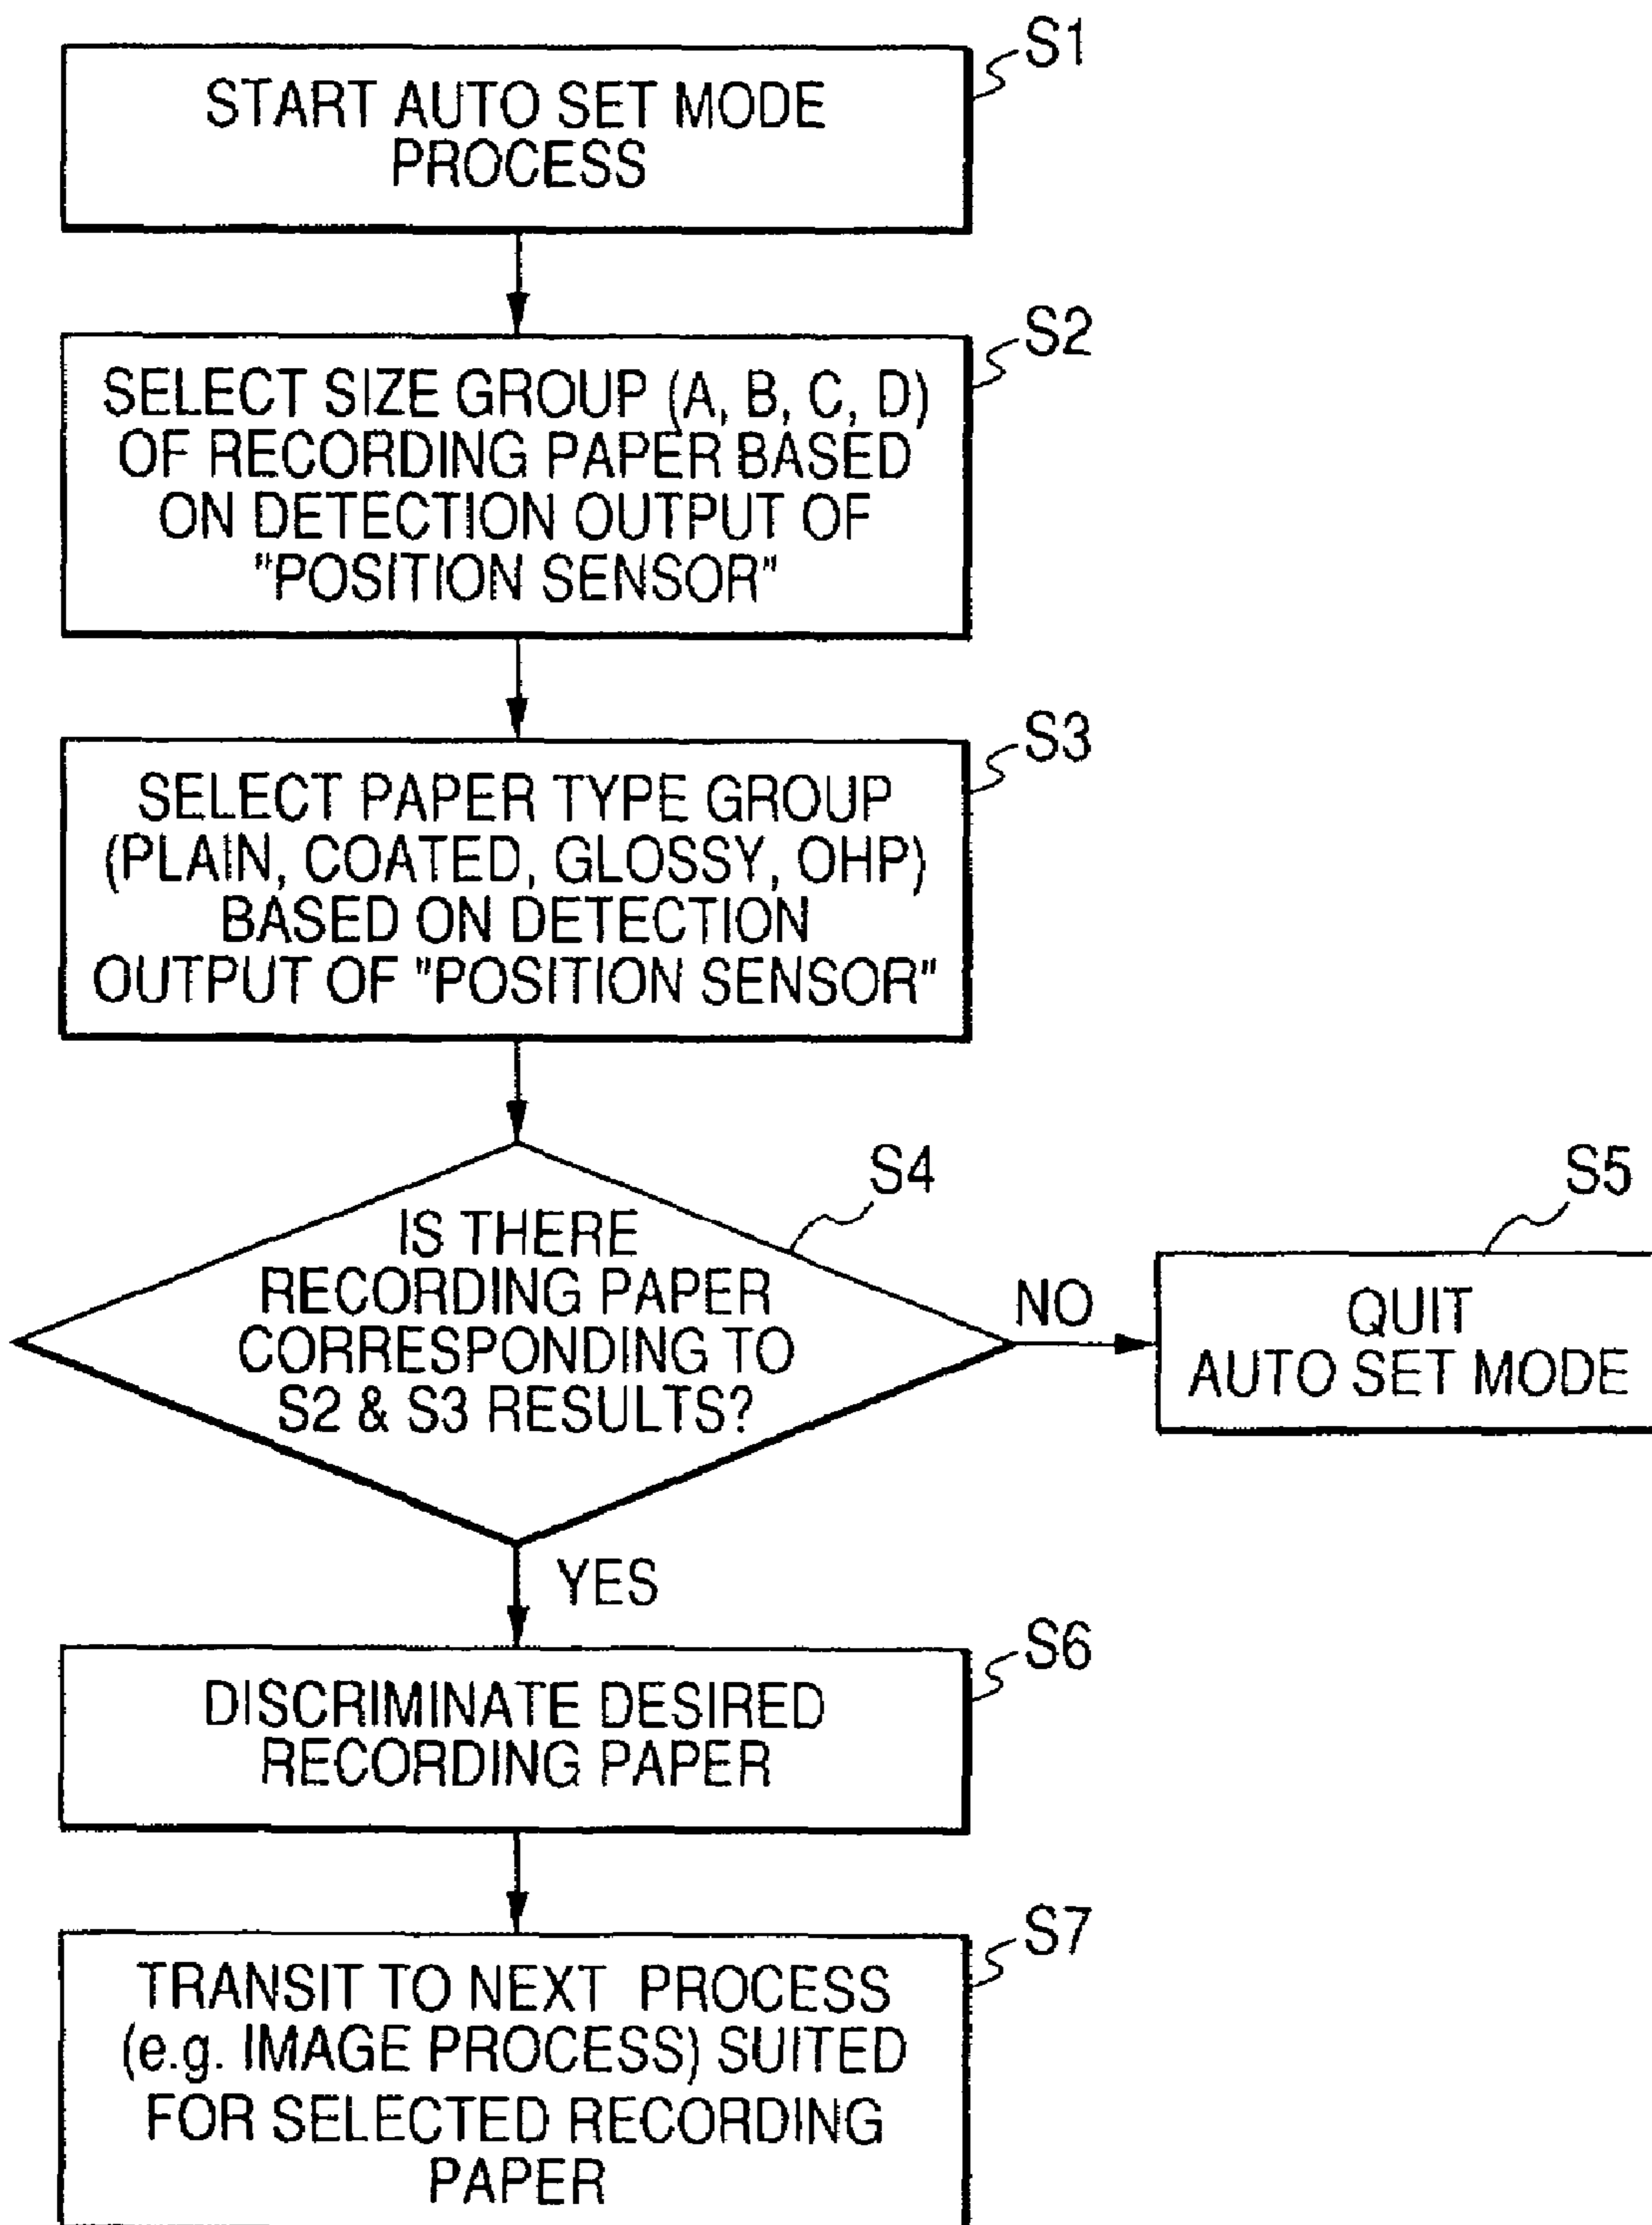 S1
START AUTO SET MODE
PROCESS
S2
SELECT SIZE GROUP (A, B, C, D)
OF RECORDING PAPER BASED
ON DETECTION OUTPUT OF
"POSITION SENSOR"
S3
SELECT PAPER TYPE GROUP
(PLAIN, COATED, GLOSSY, OHP)
BASED ON DETECTION
OUTPUT OF "POSITION SENSOR"
S4
IS THERE
RECORDING PAPER
CORRESPONDING TO
S2 & S3 RESULTS?
NO
S5
QUIT
AUTO SET MODE
YES
S6
DISCRIMINATE DESIRED
RECORDING PAPER
S7
TRANSIT TO NEXT PROCESS
(e.g. IMAGE PROCESS) SUITED
FOR SELECTED RECORDING
PAPER